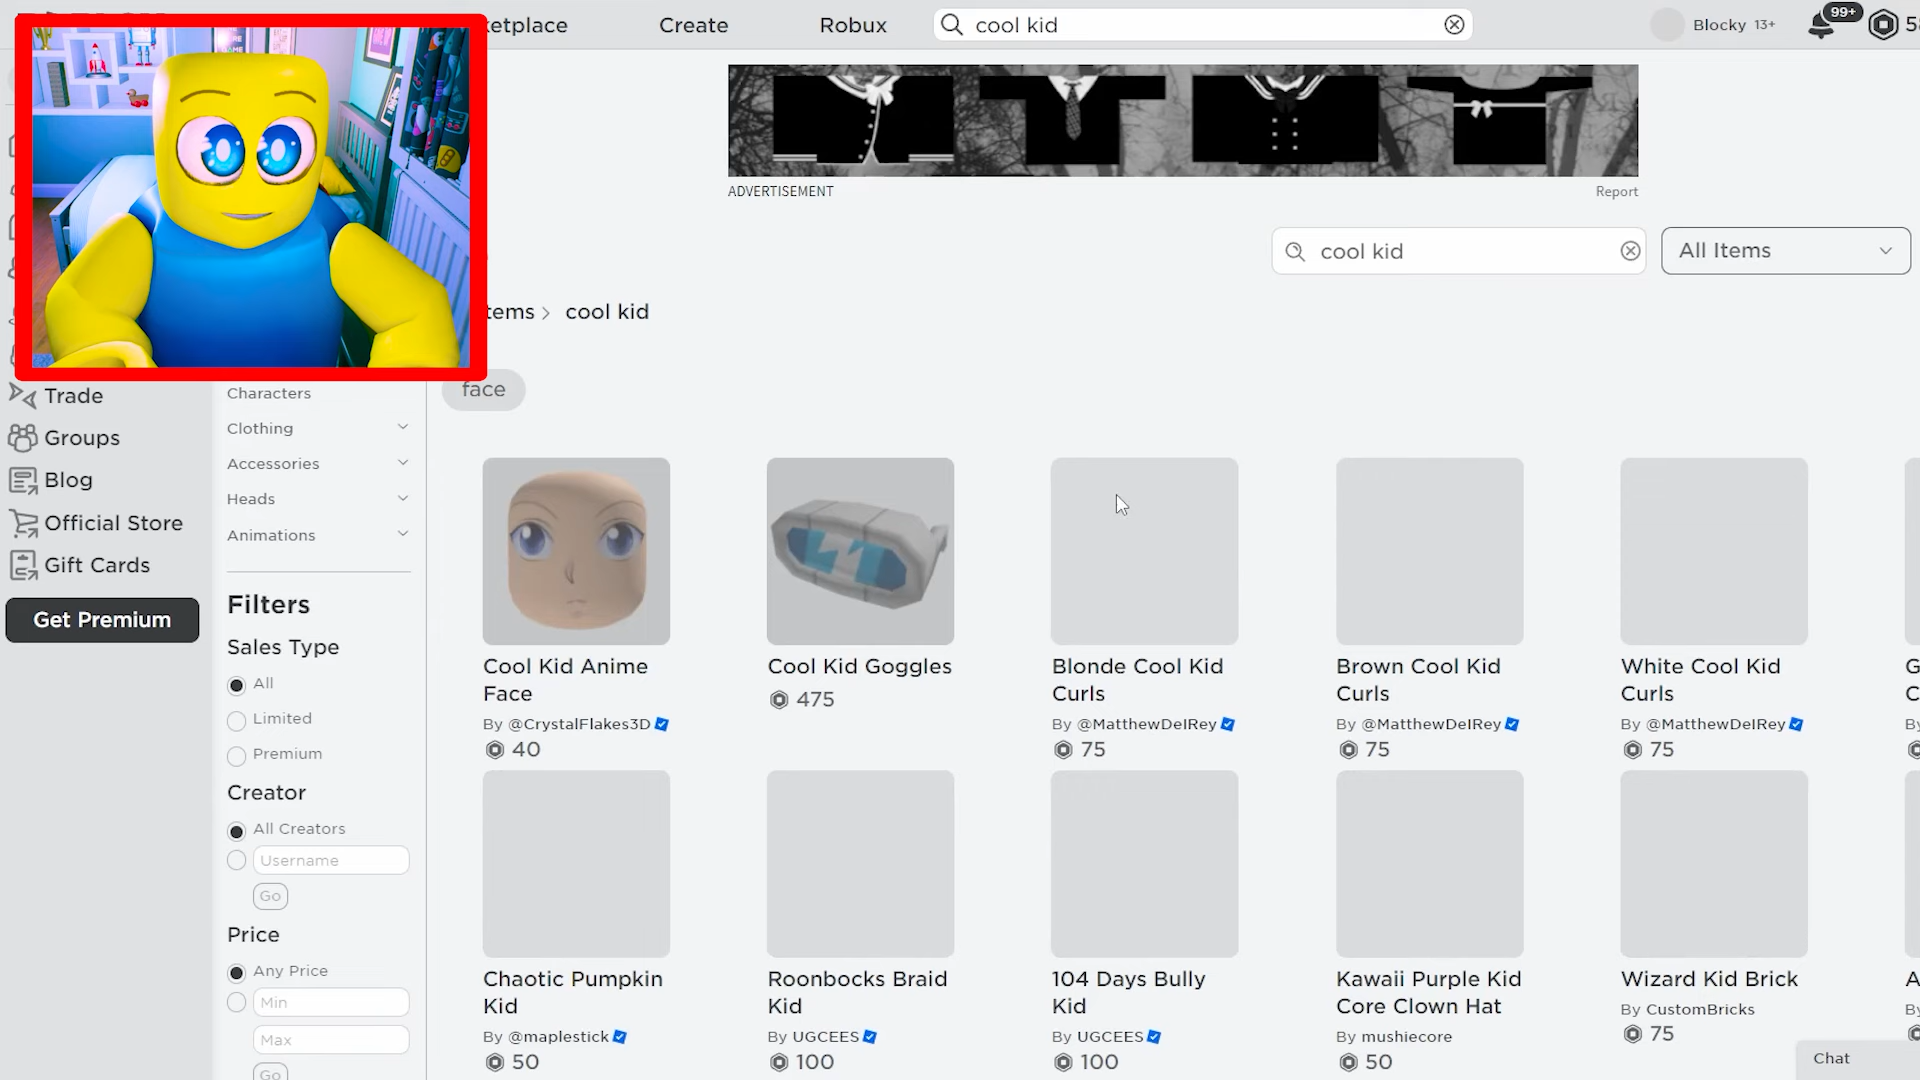 ketplace
Create
Robux
cool kid
Blocky 13+
99+
ADVERTISEMENT
Report
cool kid
All Items
tems > cool kid
face
Trade
Groups
Blog
Official Store
Gift Cards
Get Premium
Characters
Clothing
Accessories
Heads
Animations
Filters
Sales Type
All
Limited
Premium
Creator
All Creators
Username
Go
Price
Any Price
Min
Max
Go
Cool Kid Anime
Face
By @CrystalFlakes3D
40
Cool Kid Goggles
475
Blonde Cool Kid
Curls
By @MatthewDelRey
75
Brown Cool Kid
Curls
By @MatthewDelRey
75
White Cool Kid
Curls
By @MatthewDelRey
75
Chaotic Pumpkin
Kid
By @maplestick
50
Roonbocks Braid
Kid
By UGCEES
100
104 Days Bully
Kid
By UGCEES
100
Kawaii Purple Kid
Core Clown Hat
By mushiecore
50
Wizard Kid Brick
By CustomBricks
75
Chat